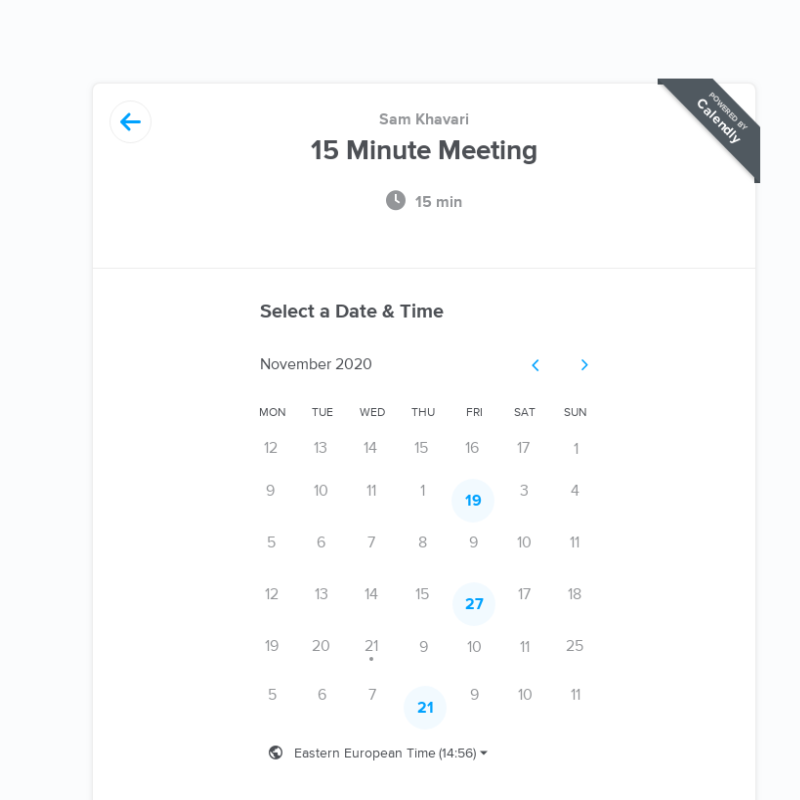 POWERED BY
Calendly
Sam Khavari
15 Minute Meeting
15 min
Select a Date & Time
November 2020
MON TUE WED THU FRI SAT SUN
12 13 14 15 16 17 1
9 10 11 1 19 3 4
5 6 7 8 9 10 11
12 13 14 15 27 17 18
19 20 21 9 10 11 25
5 6 7 21 9 10 11
Eastern European Time (14:56)